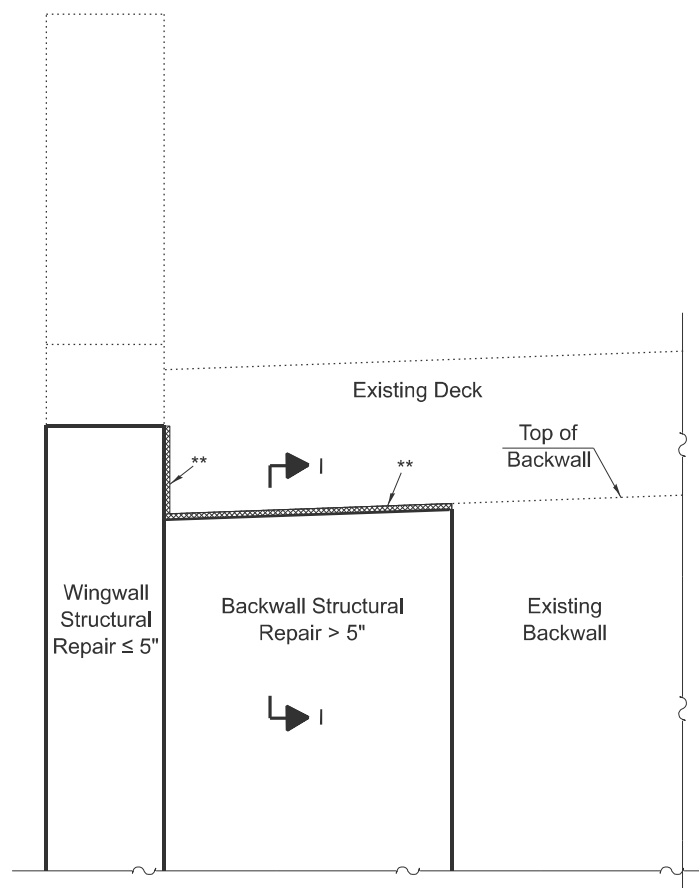 Existing Deck
Top of
Backwall
**
**
I
Wingwall
Structural
Repair ≤ 5"
Backwall Structural
Repair > 5"
Existing
Backwall
I